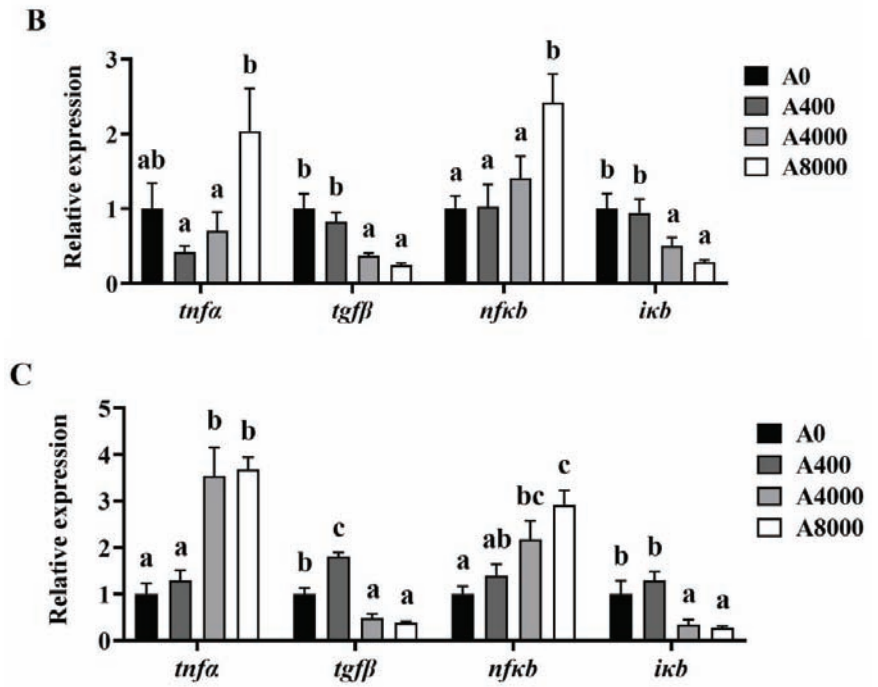 B
Relative expression
3
2
1
0
ab
a
a
b
b
b
a
a
a
a
a
b
b
b
a
a
tnfα
tgfβ
nfκb
iκb
A0
A400
A4000
A8000
C
Relative expression
5
4
3
2
1
0
a
a
b
b
b
c
a
a
a
ab
bc
c
b
b
a
a
tnfα
tgfβ
nfκb
iκb
A0
A400
A4000
A8000